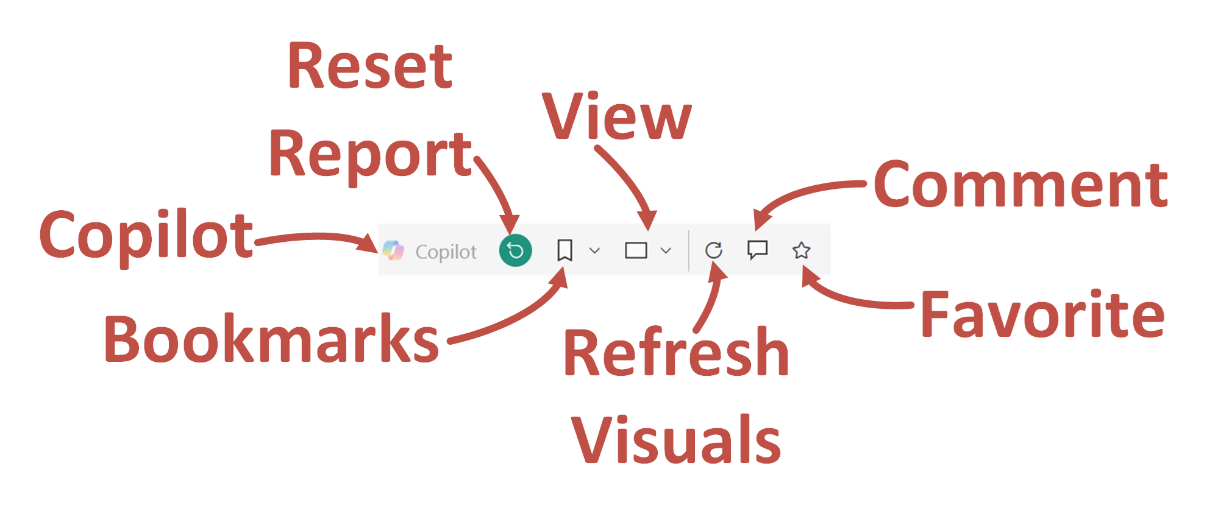 Reset
Report
View
Comment
Copilot
Copilot
Bookmarks
Refresh
Visuals
Favorite